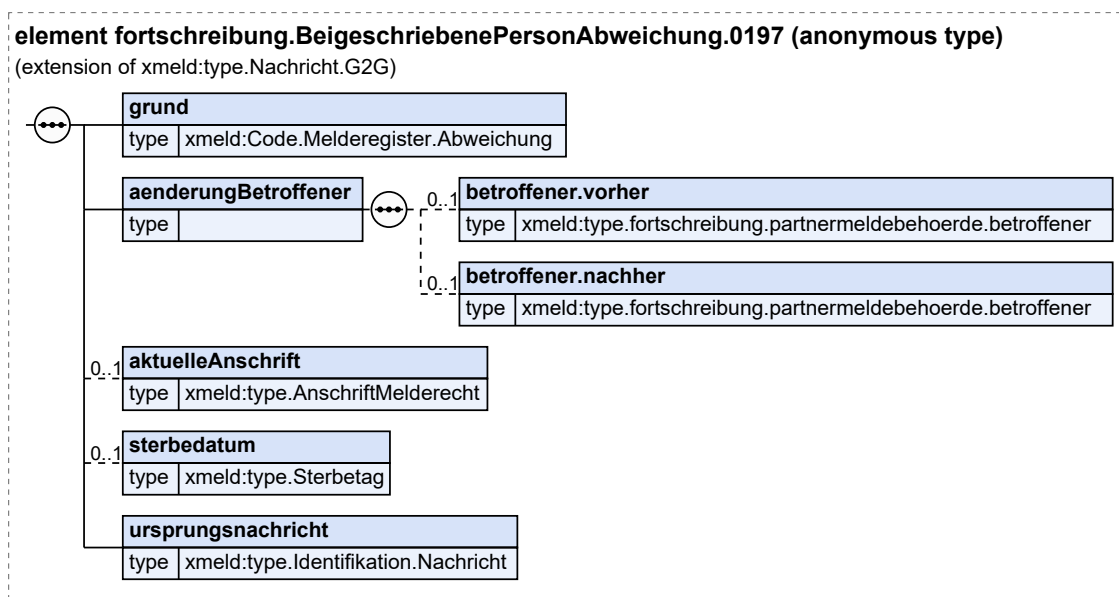 element fortschreibung.BeigeschriebenePersonAbweichung.0197 (anonymous type)
(extension of xmeld:type.Nachricht.G2G)
grund
type xmeld:Code.Melderegister.Abweichung
aenderungBetroffener
type
0..1 betroffener.vorher
type xmeld:type.fortschreibung.partnermeldebehoerde.betroffener
0..1 betroffener.nachher
type xmeld:type.fortschreibung.partnermeldebehoerde.betroffener
0..1 aktuelleAnschrift
type xmeld:type.AnschriftMelderecht
0..1 sterbedatum
type xmeld:type.Sterbetag
ursprungsnachricht
type xmeld:type.Identifikation.Nachricht